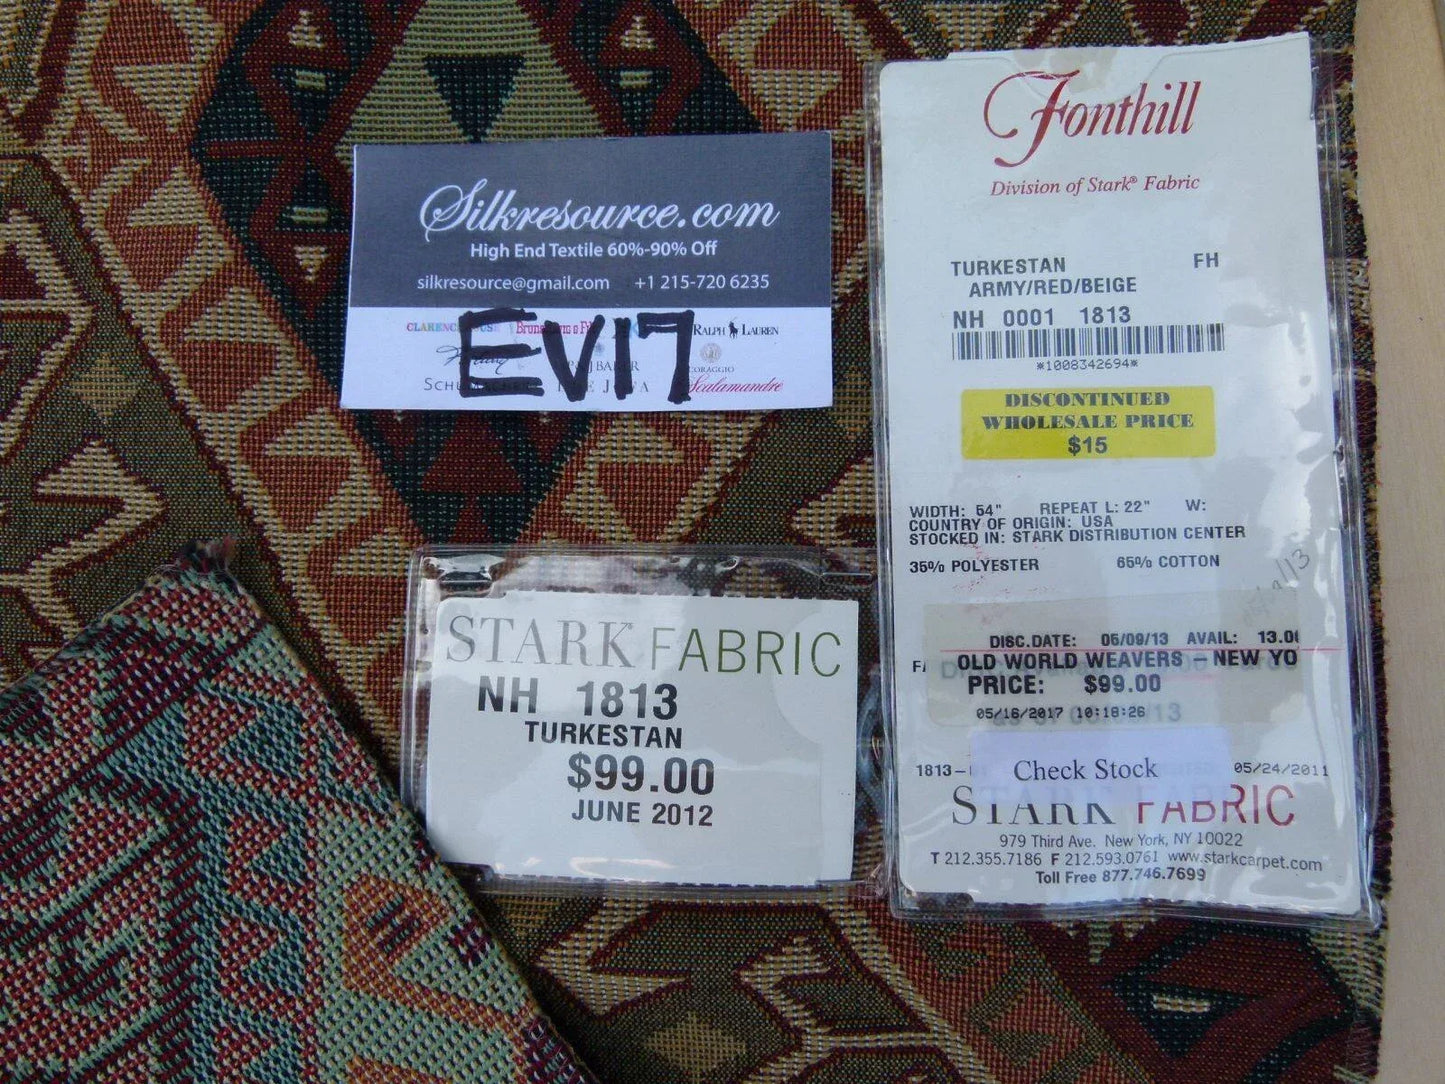 Silkresource.com
High End Textile 60%-90% Off
silkresource@gmail.com +1 215-720 6235
RALPH LAUREN
CORAGGIO
Scalamandre
EV17
STARK FABRIC
NH 1813
TURKESTAN
$99.00
JUNE 2012
Fonthill
Division of Stark® Fabric
TURKESTAN FH
ARMY/RED/BEIGE
NH 0001 1813
*1008342694*
DISCONTINUED
WHOLESALE PRICE
$15
WIDTH: 54" REPEAT L: 22" W:
COUNTRY OF ORIGIN: USA
STOCKED IN: STARK DISTRIBUTION CENTER
35% POLYESTER 65% COTTON
DISC.DATE: 05/09/13 AVAIL: 13.00
OLD WORLD WEAVERS - NEW YO
PRICE: $99.00
05/16/2017 10:18:26
1813- Check Stock 05/24/2011
STARK FABRIC
979 Third Ave. New York, NY 10022
T 212.355.7186 F 212.593.0761 www.starkcarpet.com
Toll Free 877.746.7699